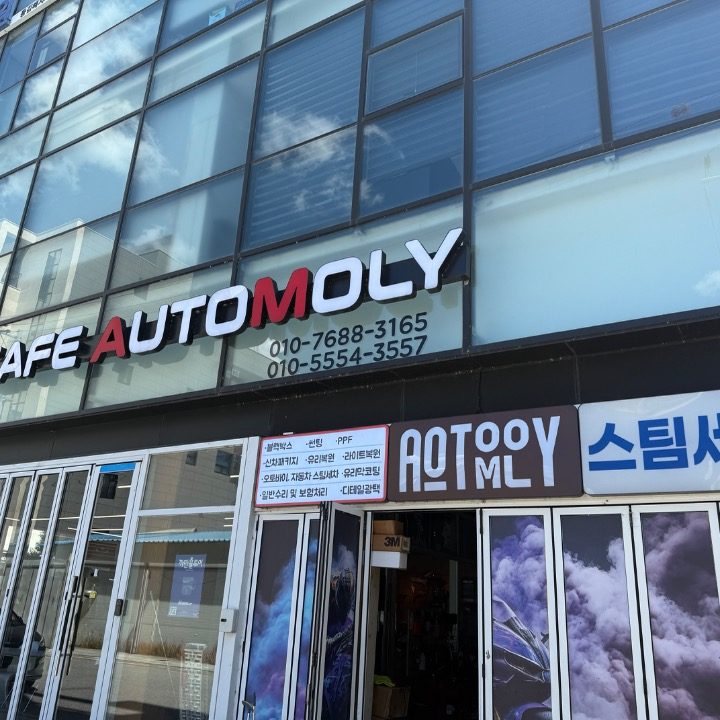 AFE AUTOMOLY
010-7688-3165
010-5554-3557
·블랙박스 ·썬팅 ·PPF
·신차패키지 ·유리복원 ·라이트복원
·오토바이, 자동차 스팀세차 ·유리막코팅
·일반수리 및 보험처리 ·디테일광택
AOTOOOY
MLY
스팀세
3M